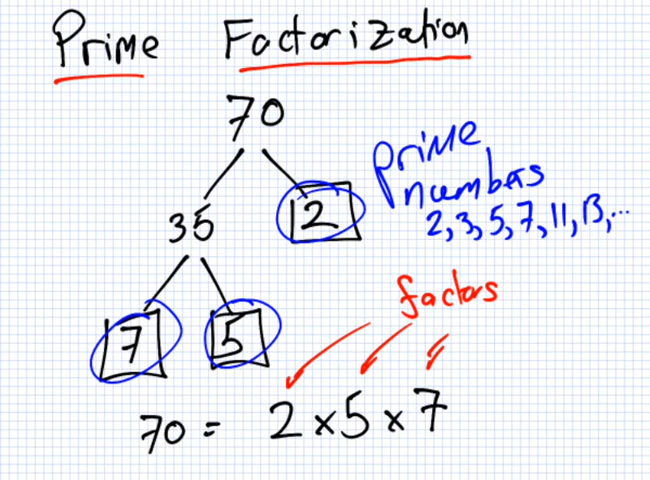 Prime Factorization
70
35 2
7 5
prime
numbers
2, 3, 5, 7, 11, 13, ...
factors
70 = 2 x 5 x 7